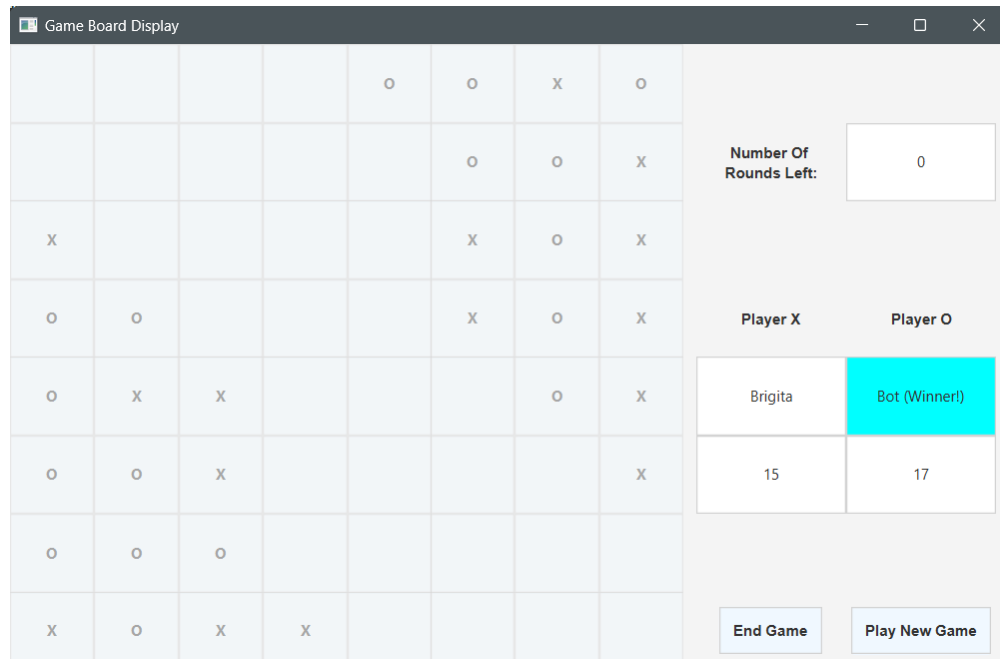 Game Board Display
O O X O
O O X
Number Of
Rounds Left:
0
X X O X
O O X O X
Player X Player O
O X X O X
Brigita Bot (Winner!)
O O X X
15 17
O O O
X O X X
End Game Play New Game